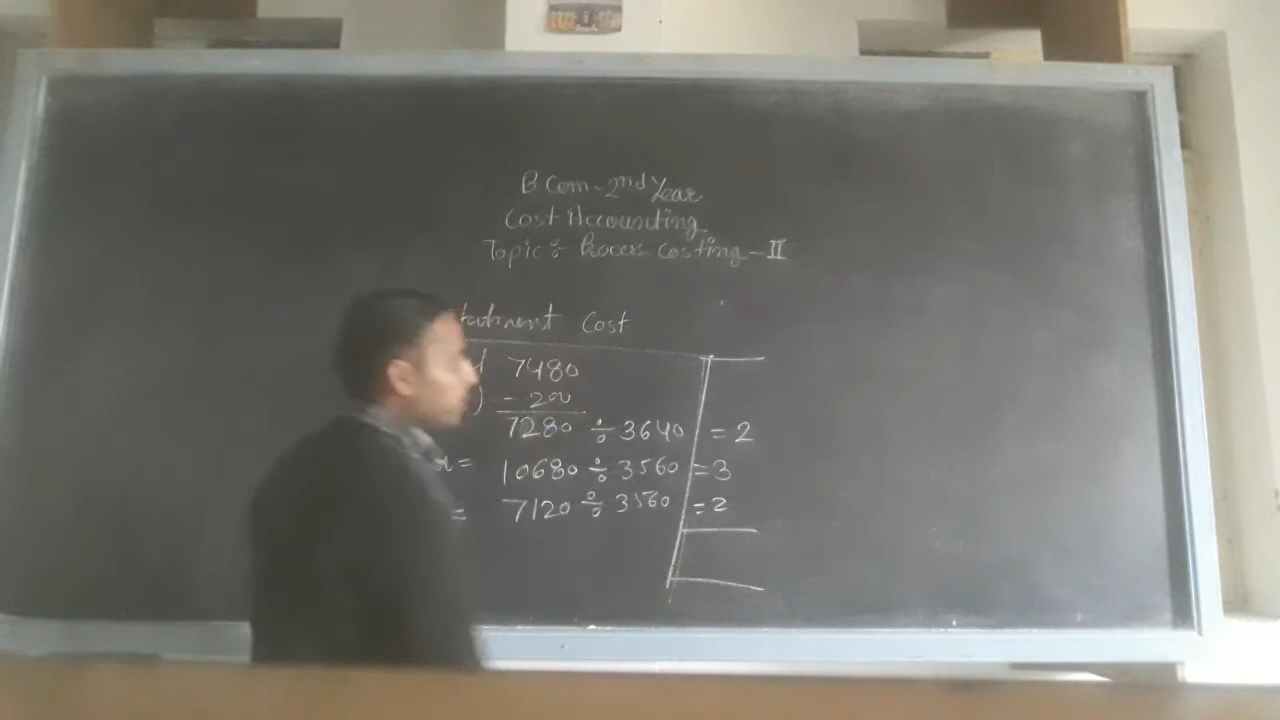 B Com - 2nd Year
Cost Accounting
Topic : Process Costing - II
Cost
7480
- 200
7280 ÷ 3640 = 2
= 10680 ÷ 3560 = 3
= 7120 ÷ 3560 = 2